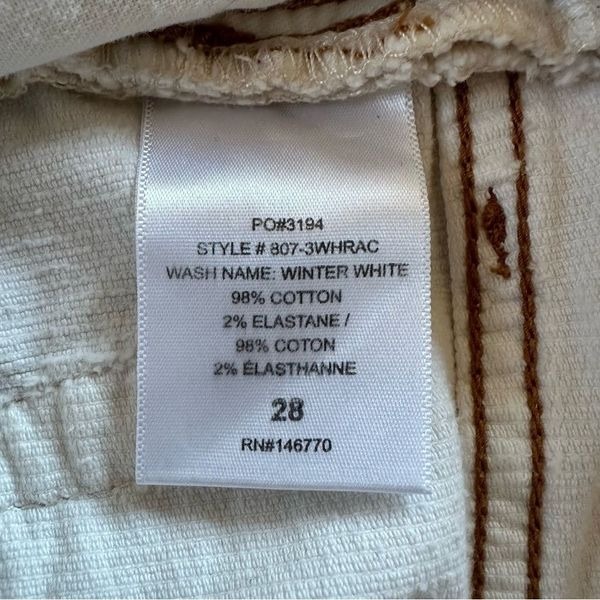 PO#3194
STYLE # 807-3WHRAC
WASH NAME: WINTER WHITE
98% COTTON
2% ELASTANE /
98% COTON
2% ÉLASTHANNE
28
RN#146770